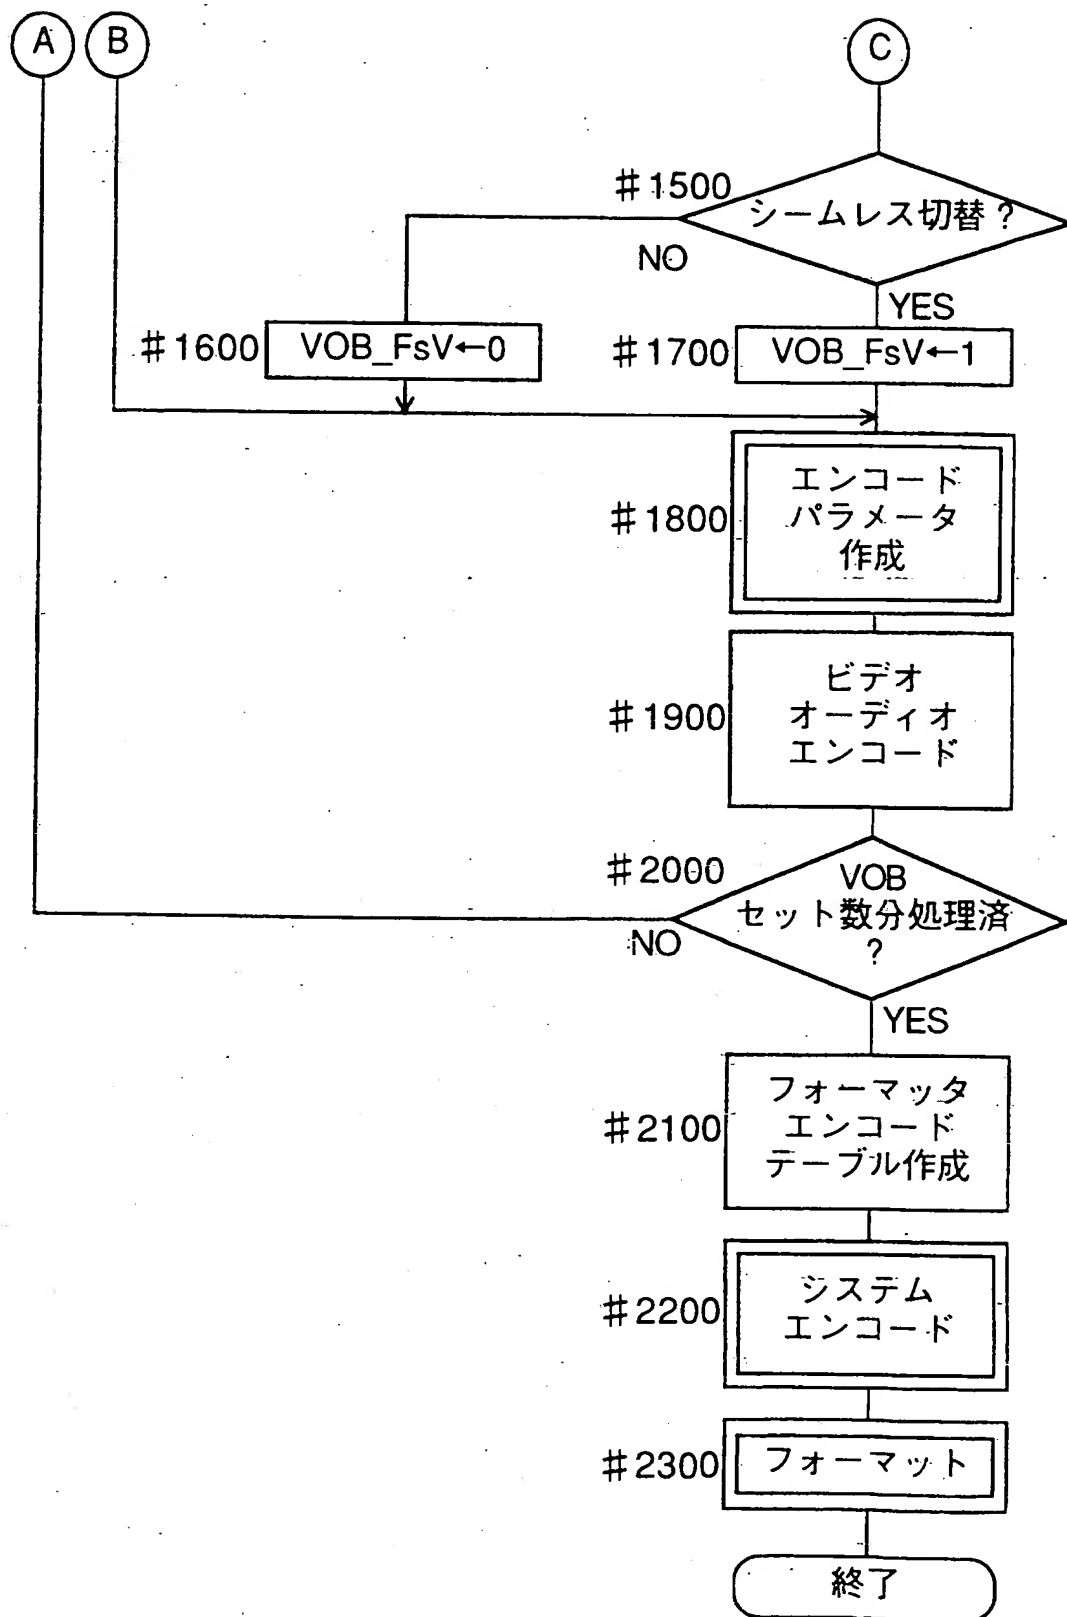 A B C
#1500
シームレス切替?
NO
YES
#1600
VOB_FsV←0
#1700
VOB_FsV←1
#1800
エンコード
パラメータ
作成
#1900
ビデオ
オーディオ
エンコード
#2000
VOB
セット数分処理済
?
NO
YES
#2100
フォーマッタ
エンコード
テーブル作成
#2200
システム
エンコード
#2300
フォーマット
終了